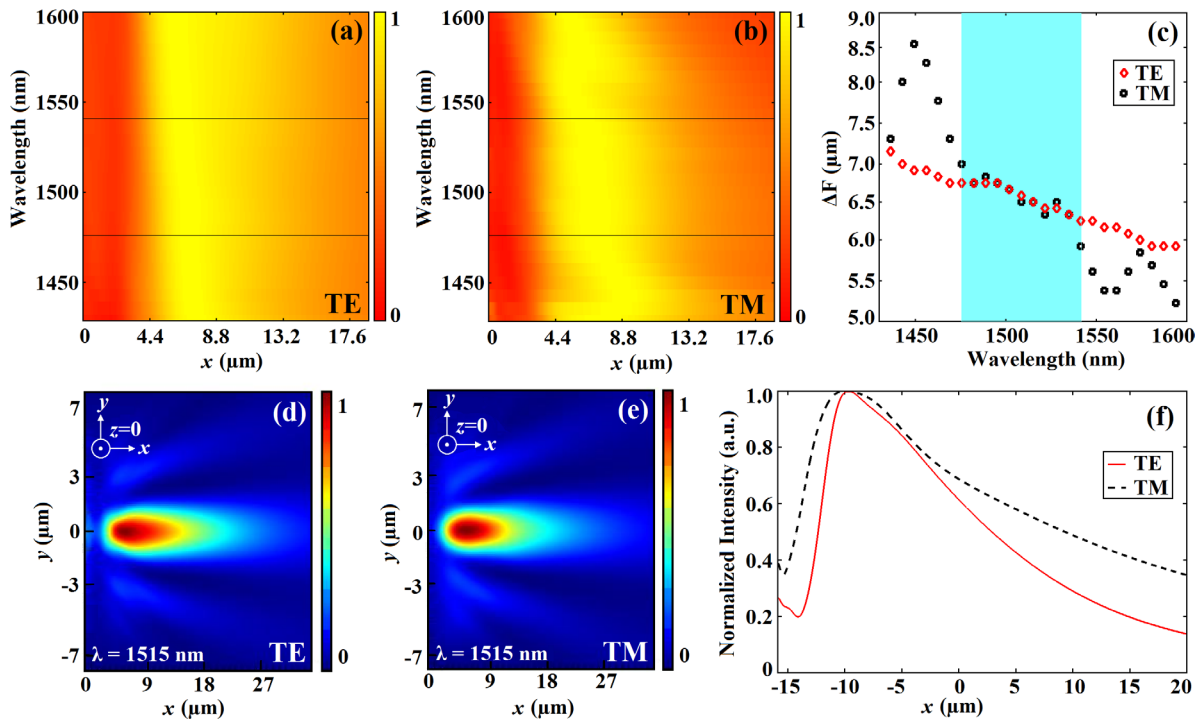 1600
1550
1500
1450
Wavelength (nm)
(a)
TE
0 4.4 8.8 13.2 17.6
x (μm)
1
0
1600
1550
1500
1450
Wavelength (nm)
(b)
TM
0 4.4 8.8 13.2 17.6
x (μm)
1
0
9.0
8.5
8.0
7.5
7.0
6.5
6.0
5.5
5.0
ΔF (μm)
(c)
TE
TM
1450 1500 1550 1600
Wavelength (nm)
7
3
0
-3
-7
y (μm)
y
z=0
x
(d)
λ = 1515 nm
TE
0 9 18 27
x (μm)
1
0
7
3
0
-3
-7
y (μm)
y
z=0
x
(e)
λ = 1515 nm
TM
0 9 18 27
x (μm)
1
0
1.0
0.8
0.6
0.4
0.2
0
Normalized Intensity (a.u.)
(f)
TE
TM
-15 -10 -5 0 5 10 15 20
x (μm)